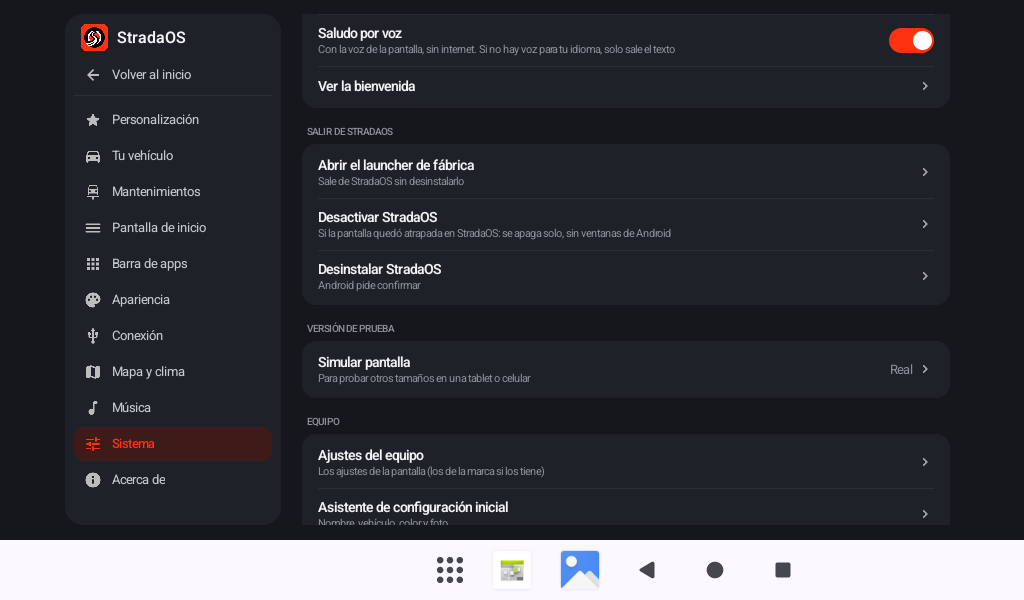 StradaOS
Volver al inicio
Personalización
Tu vehículo
Mantenimientos
Pantalla de inicio
Barra de apps
Apariencia
Conexión
Mapa y clima
Música
Sistema
Acerca de
Saludo por voz
Con la voz de la pantalla, sin internet. Si no hay voz para tu idioma, solo sale el texto
Ver la bienvenida
SALIR DE STRADAOS
Abrir el launcher de fábrica
Sale de StradaOS sin desinstalarlo
Desactivar StradaOS
Si la pantalla quedó atrapada en StradaOS: se apaga solo, sin ventanas de Android
Desinstalar StradaOS
Android pide confirmar
VERSIÓN DE PRUEBA
Simular pantalla
Real
Para probar otros tamaños en una tablet o celular
EQUIPO
Ajustes del equipo
Los ajustes de la pantalla (los de la marca si los tiene)
Asistente de configuración inicial
Nombre, vehículo, color y foto